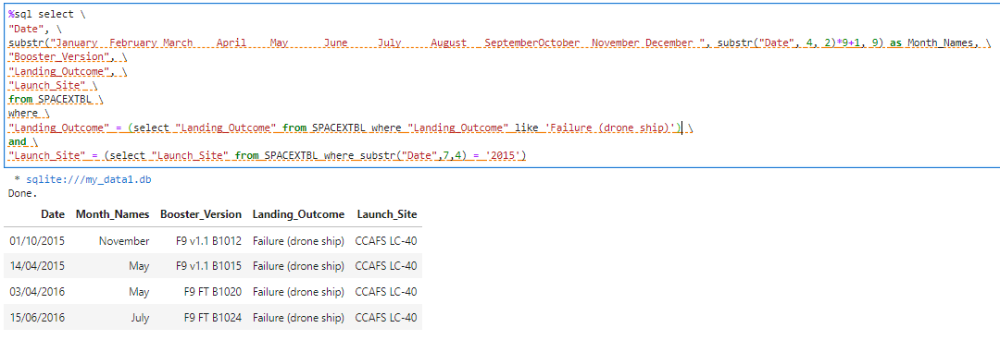 %sql select \
"Date", \
substr("January  February March    April    May      June     July     August   SeptemberOctober  November December ", substr("Date", 4, 2)*9+1, 9) as Month_Names, \
"Booster_Version", \
"Landing_Outcome", \
"Launch_Site" \
from SPACEXTBL \
where \
"Landing_Outcome" = (select "Landing_Outcome" from SPACEXTBL where "Landing_Outcome" like 'Failure (drone ship)') \
and \
"Launch_Site" = (select "Launch_Site" from SPACEXTBL where substr("Date",7,4) = '2015')
* sqlite:///my_data1.db
Done.
Date Month_Names Booster_Version Landing_Outcome Launch_Site
01/10/2015 November F9 v1.1 B1012 Failure (drone ship) CCAFS LC-40
14/04/2015 May F9 v1.1 B1015 Failure (drone ship) CCAFS LC-40
03/04/2016 May F9 FT B1020 Failure (drone ship) CCAFS LC-40
15/06/2016 July F9 FT B1024 Failure (drone ship) CCAFS LC-40